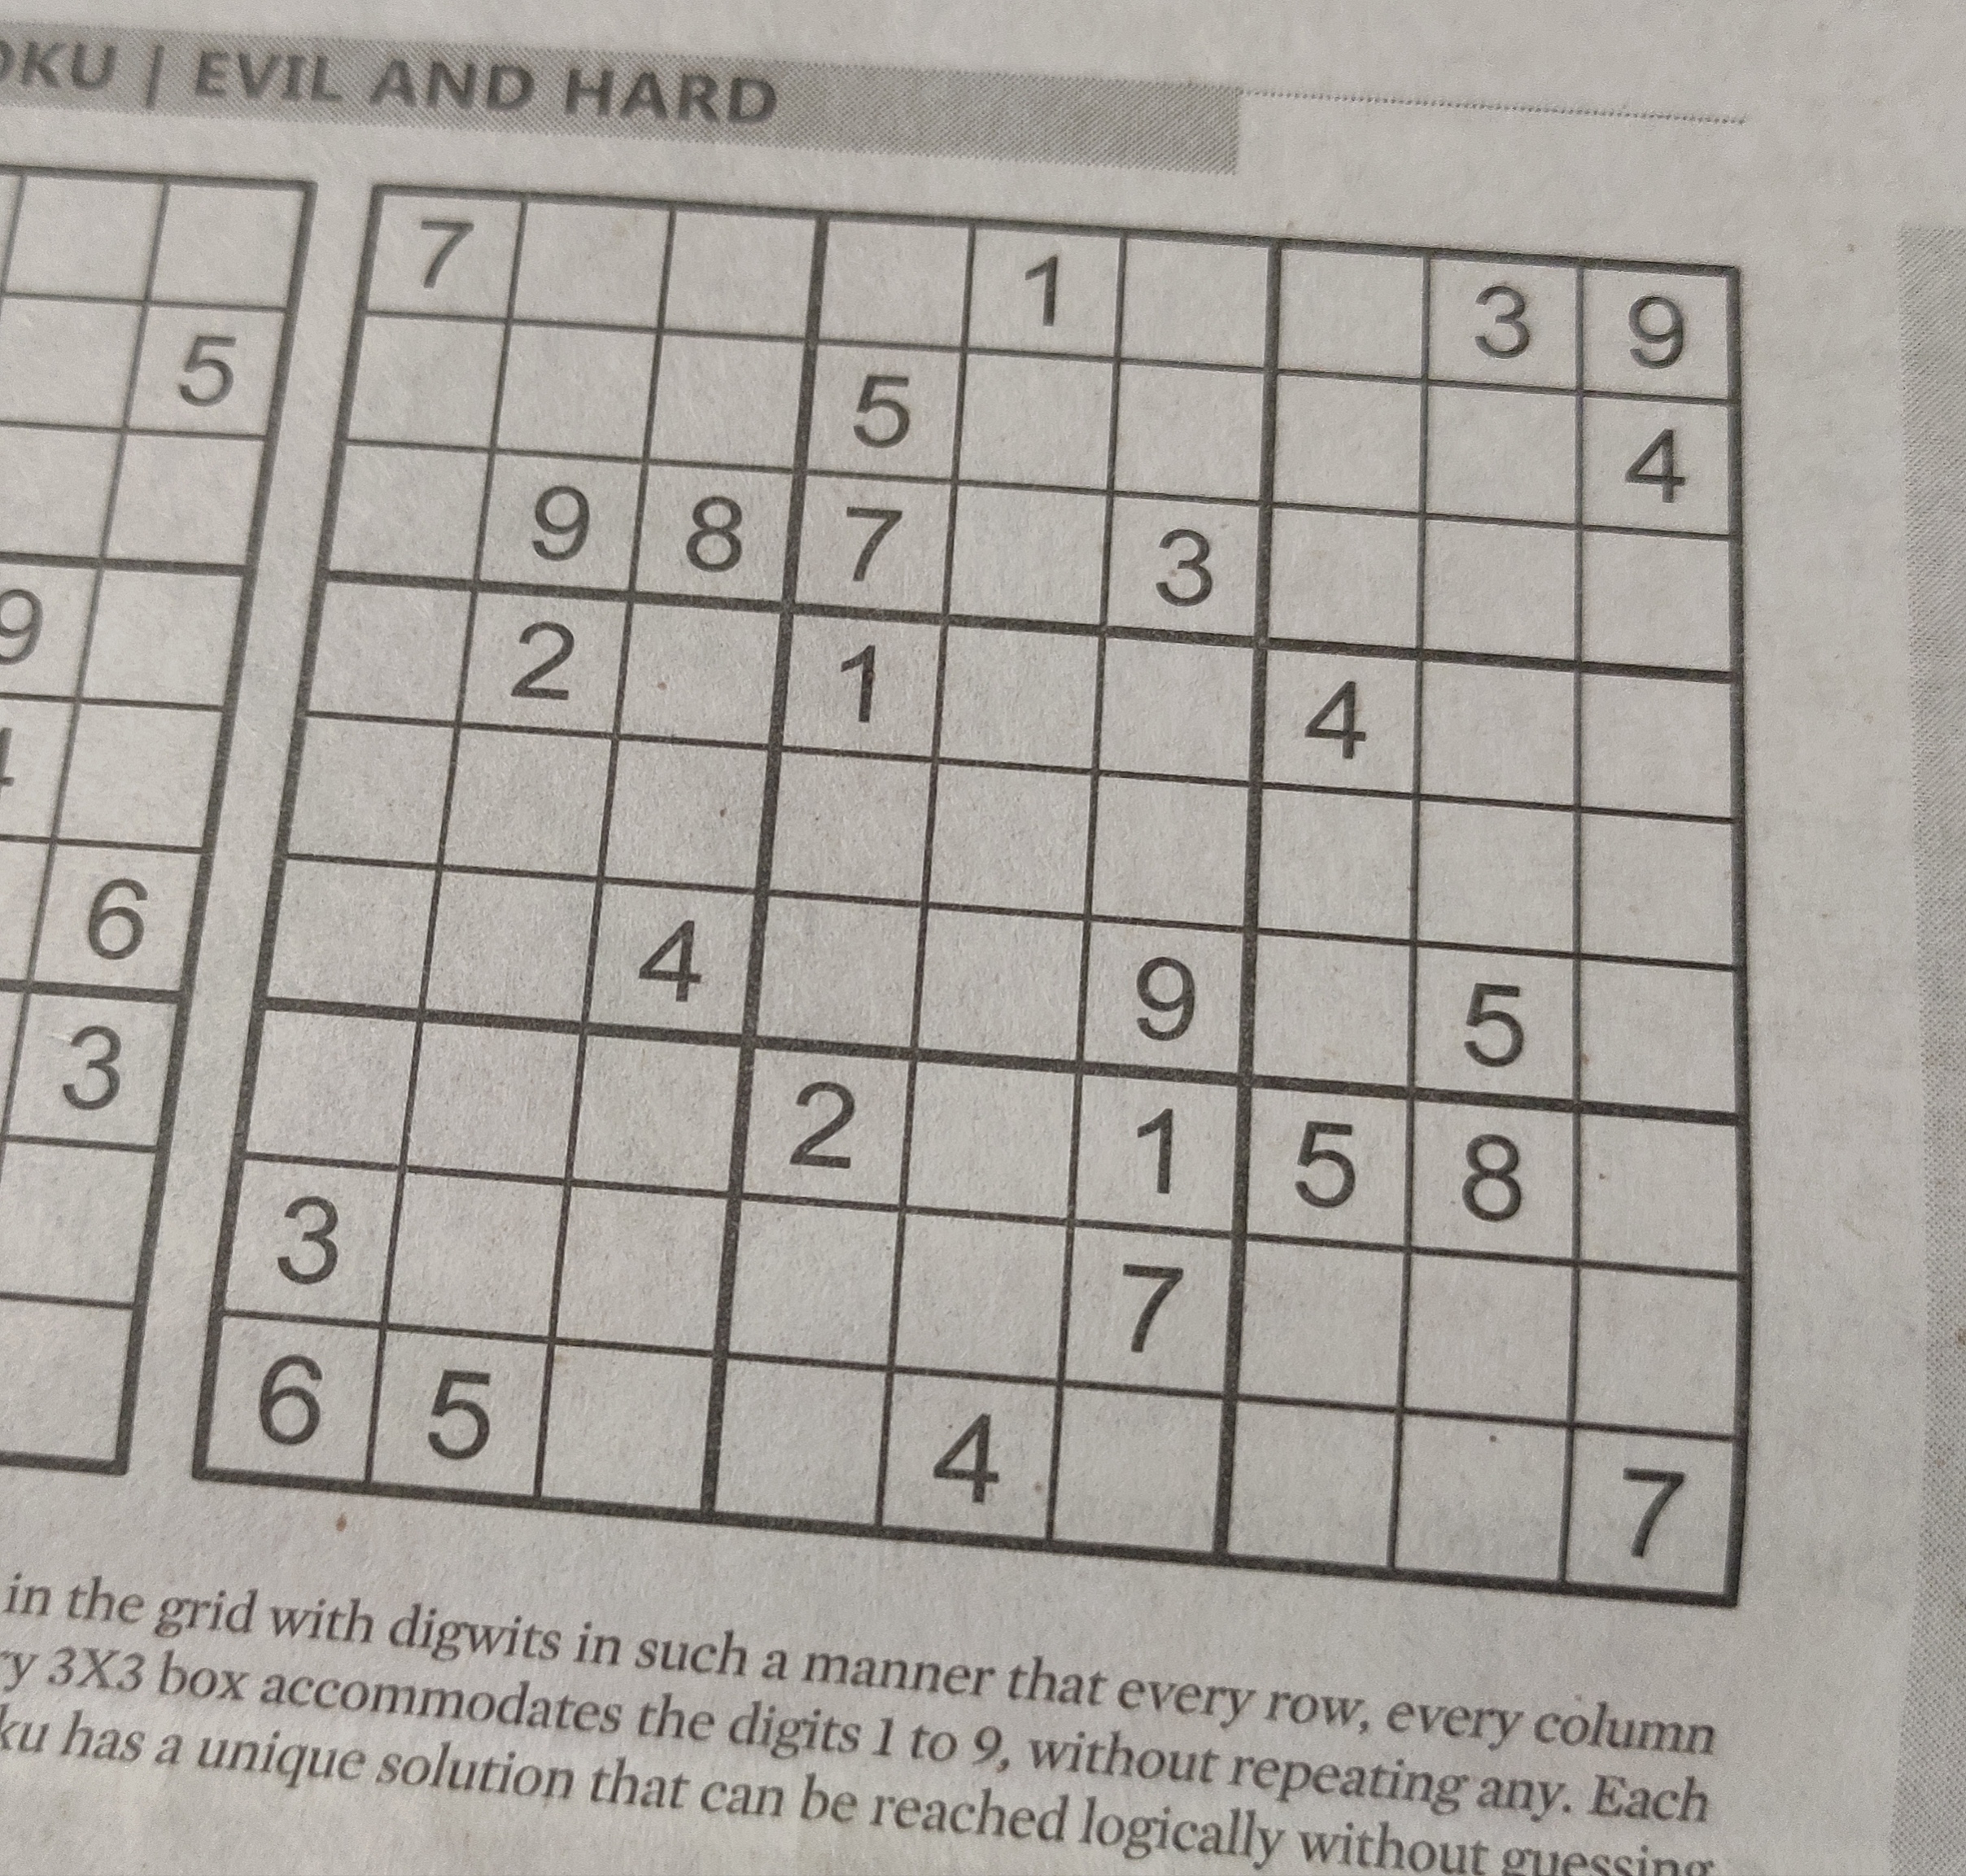 | EVIL AND HARD
7 1 3 9
5 4
9 8 7 3
2 1 4
4 9 5
2 1 5 8
3 7
6 5 4 7
5
9
6
3
in the grid with digwits in such a manner that every row, every column
3X3 box accommodates the digits 1 to 9, without repeating any. Each
has a unique solution that can be reached logically without guessing